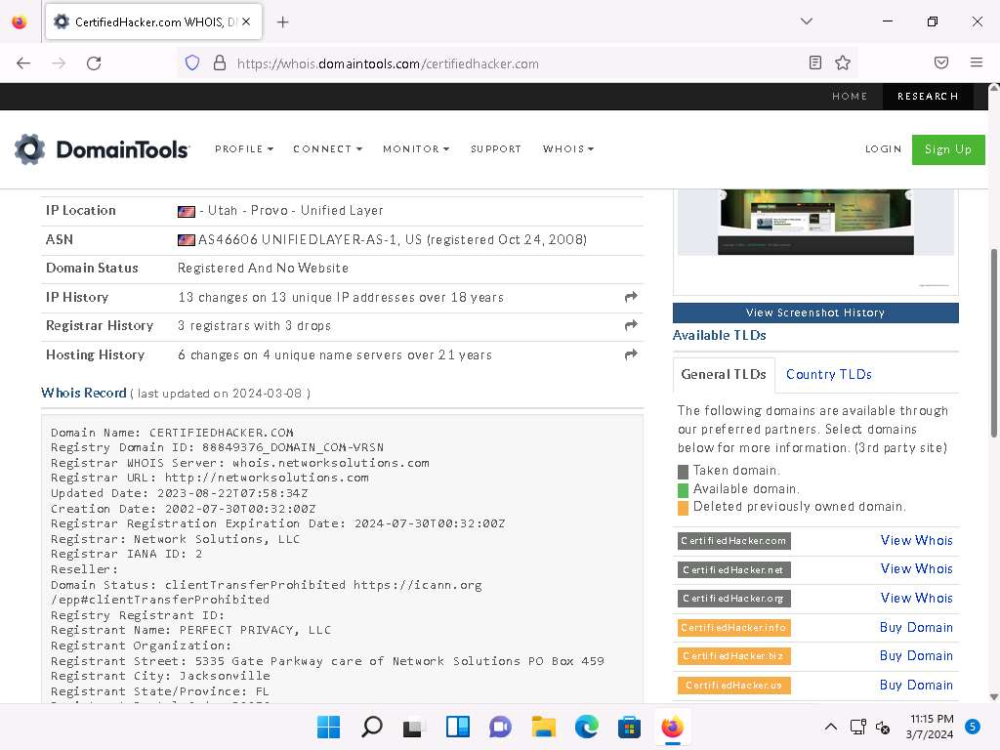 CertifiedHacker.com WHOIS, D
https://whois.domaintools.com/certifiedhacker.com
HOME
RESEARCH
DomainTools
PROFILE
CONNECT
MONITOR
SUPPORT
WHOIS
LOGIN
Sign Up
IP Location - Utah - Provo - Unified Layer
ASN AS46606 UNIFIEDLAYER-AS-1, US (registered Oct 24, 2008)
Domain Status Registered And No Website
IP History 13 changes on 13 unique IP addresses over 18 years
Registrar History 3 registrars with 3 drops
Hosting History 6 changes on 4 unique name servers over 21 years
Whois Record ( last updated on 2024-03-08 )
Domain Name: CERTIFIEDHACKER.COM
Registry Domain ID: 88849376_DOMAIN_COM-VRSN
Registrar WHOIS Server: whois.networksolutions.com
Registrar URL: http://networksolutions.com
Updated Date: 2023-08-22T07:58:34Z
Creation Date: 2002-07-30T00:32:00Z
Registrar Registration Expiration Date: 2024-07-30T00:32:00Z
Registrar: Network Solutions, LLC
Registrar IANA ID: 2
Reseller:
Domain Status: clientTransferProhibited https://icann.org
/epp#clientTransferProhibited
Registry Registrant ID:
Registrant Name: PERFECT PRIVACY, LLC
Registrant Organization:
Registrant Street: 5335 Gate Parkway care of Network Solutions PO Box 459
Registrant City: Jacksonville
Registrant State/Province: FL
View Screenshot History
Available TLDs
General TLDs
Country TLDs
The following domains are available through
our preferred partners. Select domains
below for more information. (3rd party site)
Taken domain.
Available domain.
Deleted previously owned domain.
CertifiedHacker.com View Whois
CertifiedHacker.net View Whois
CertifiedHacker.org View Whois
CertifiedHacker.info Buy Domain
CertifiedHacker.biz Buy Domain
CertifiedHacker.us Buy Domain
11:15 PM
3/7/2024
5